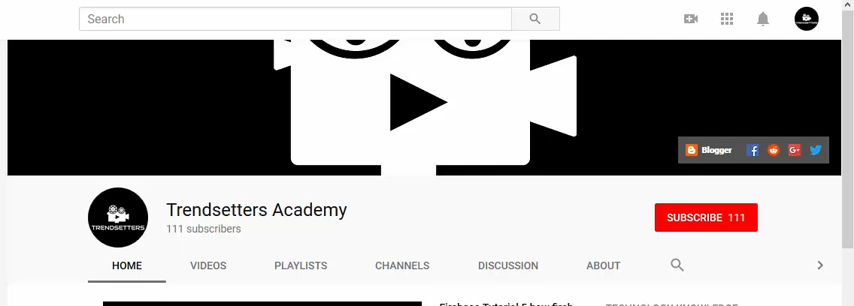 Search
Blogger
TRENDSETTERS
Trendsetters Academy
111 subscribers
SUBSCRIBE 111
HOME VIDEOS PLAYLISTS CHANNELS DISCUSSION ABOUT